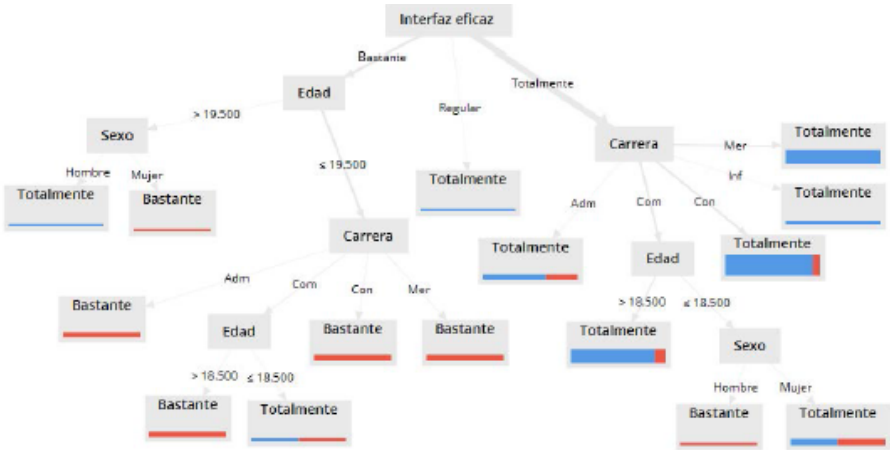 Interfaz eficaz
Bastante
Regular
Totalmente
Edad
> 19.500
≤ 19.500
Sexo
Hombre
Mujer
Totalmente
Bastante
Totalmente
Carrera
Mer
Totalmente
Inf
Totalmente
Adm
Com
Con
Totalmente
Edad
Totalmente
Carrera
Adm
Com
Con
Mer
Bastante
Edad
Bastante
Bastante
> 18.500
≤ 18.500
Totalmente
Sexo
> 18.500
≤ 18.500
Bastante
Totalmente
Hombre
Mujer
Bastante
Totalmente